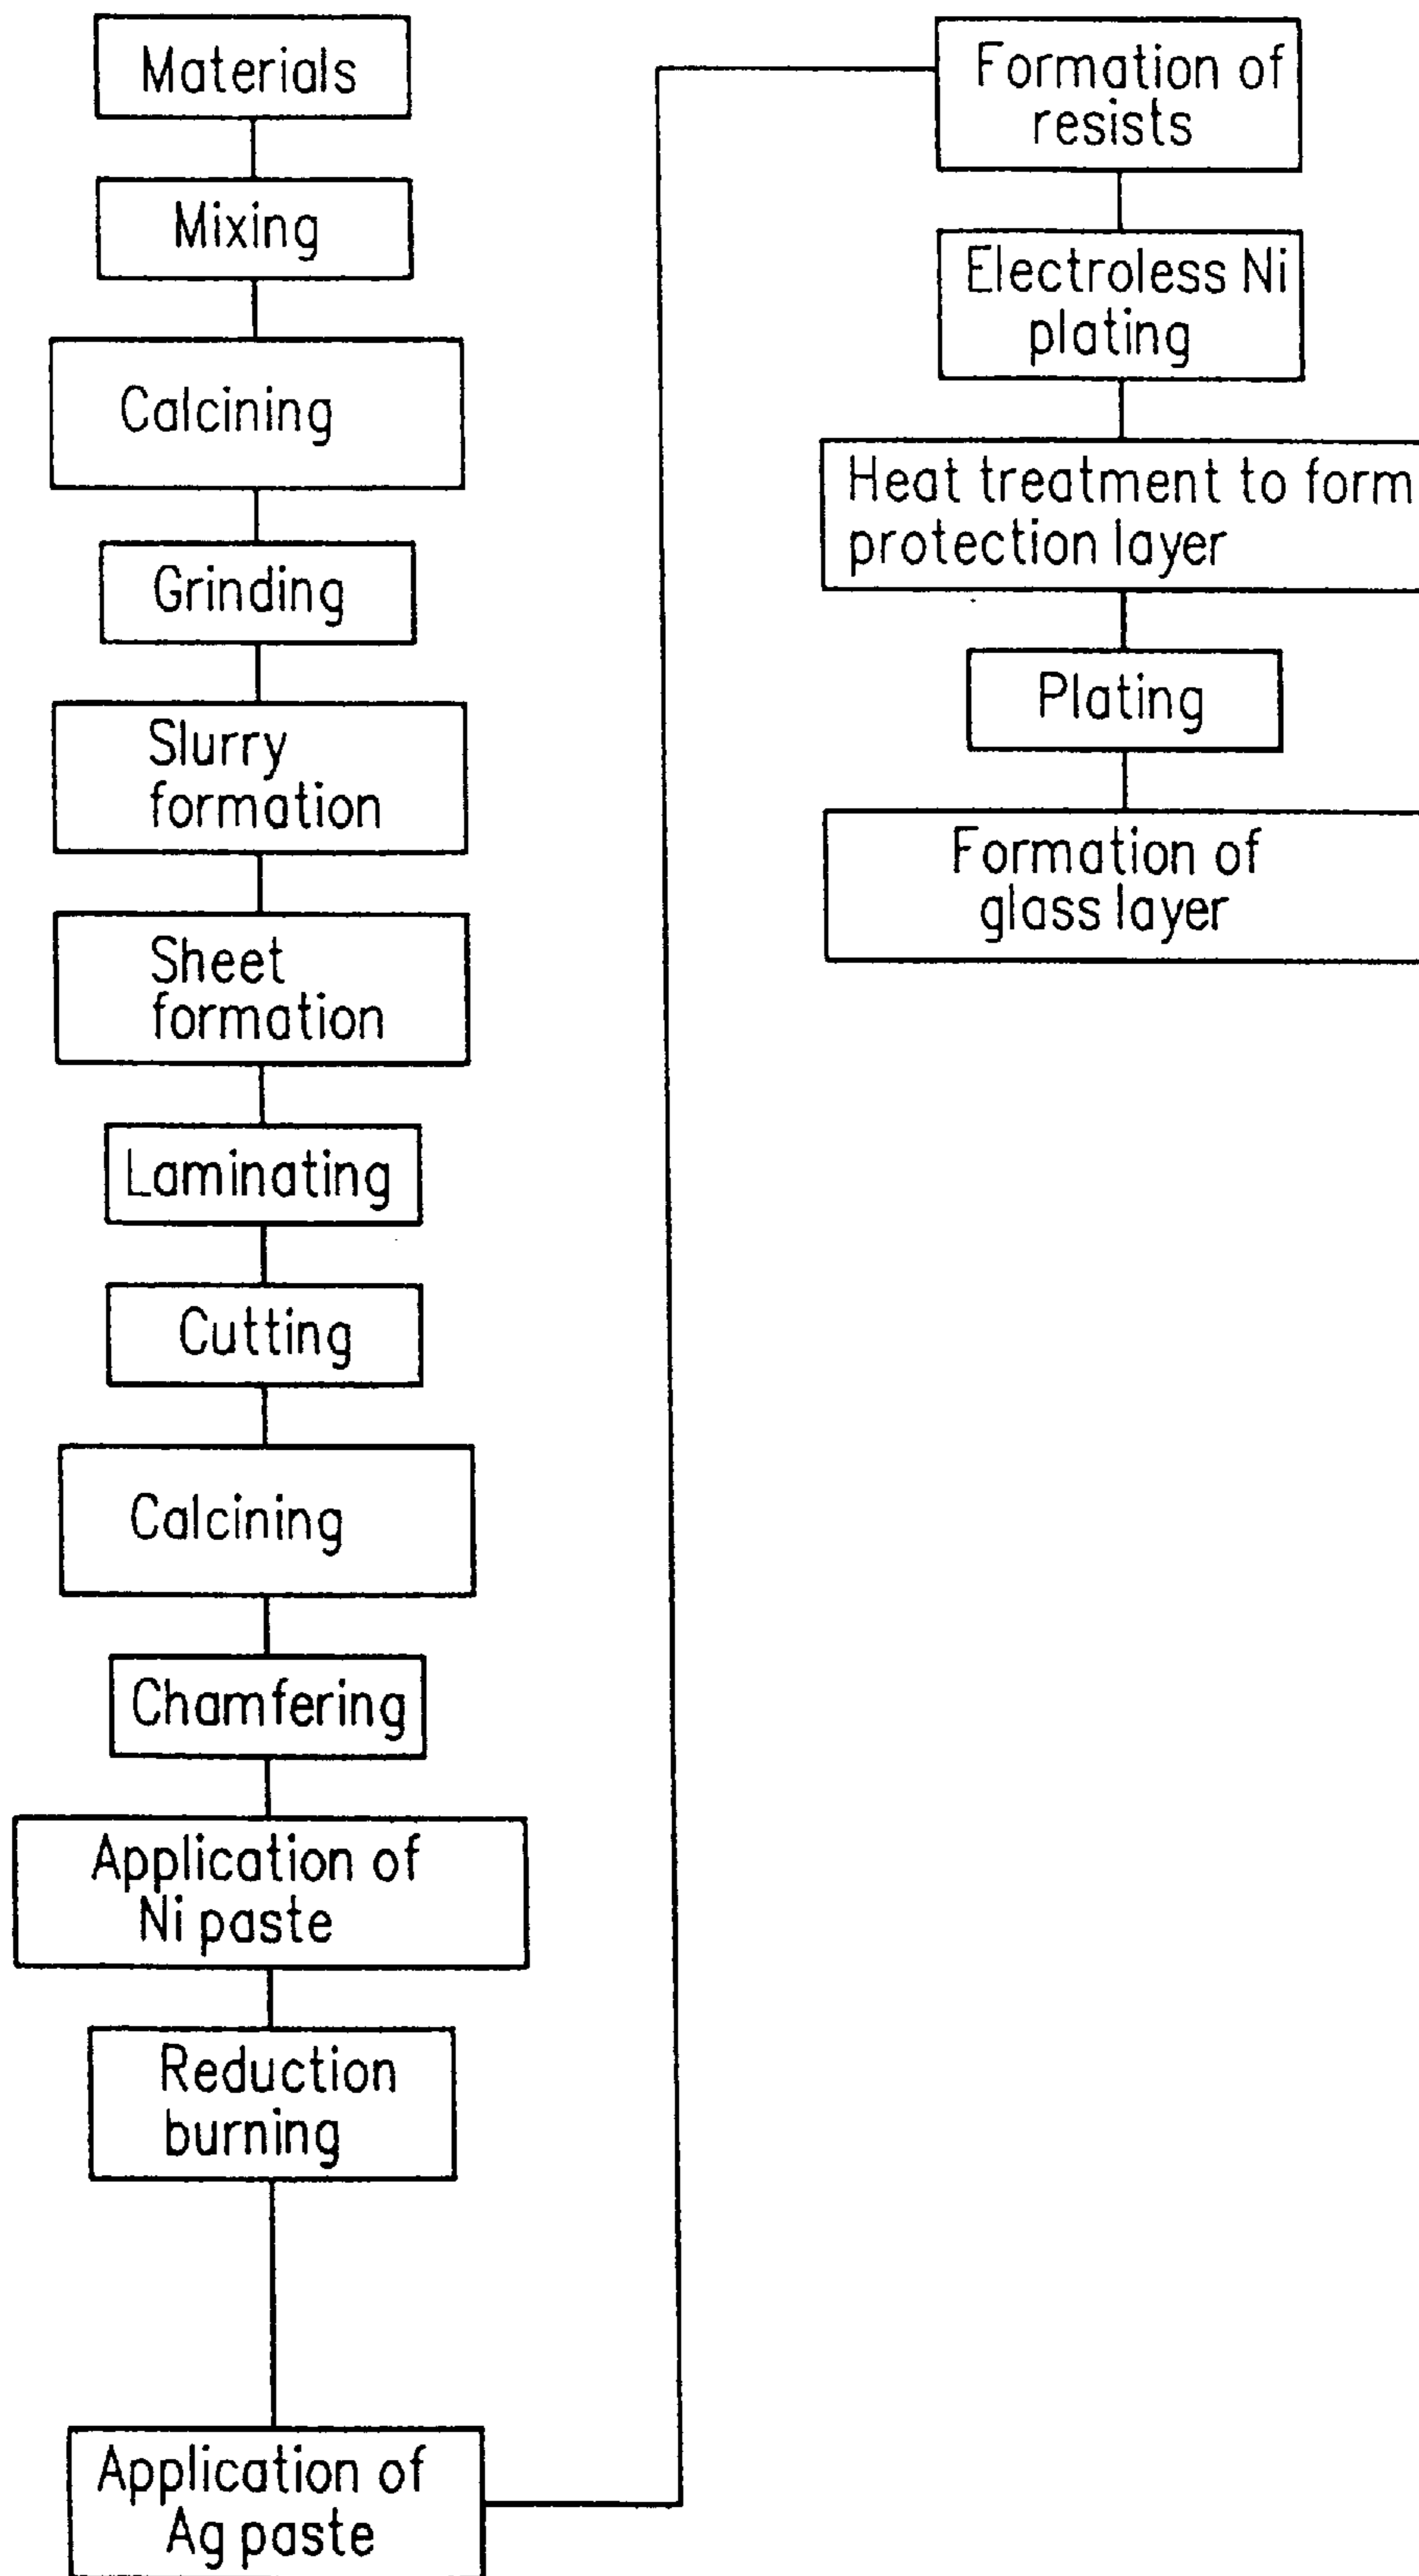 Materials
Mixing
Calcining
Grinding
Slurry
formation
Sheet
formation
Laminating
Cutting
Calcining
Chamfering
Application of
Ni paste
Reduction
burning
Application of
Ag paste
Formation of
resists
Electroless Ni
plating
Heat treatment to form
protection layer
Plating
Formation of
glass layer